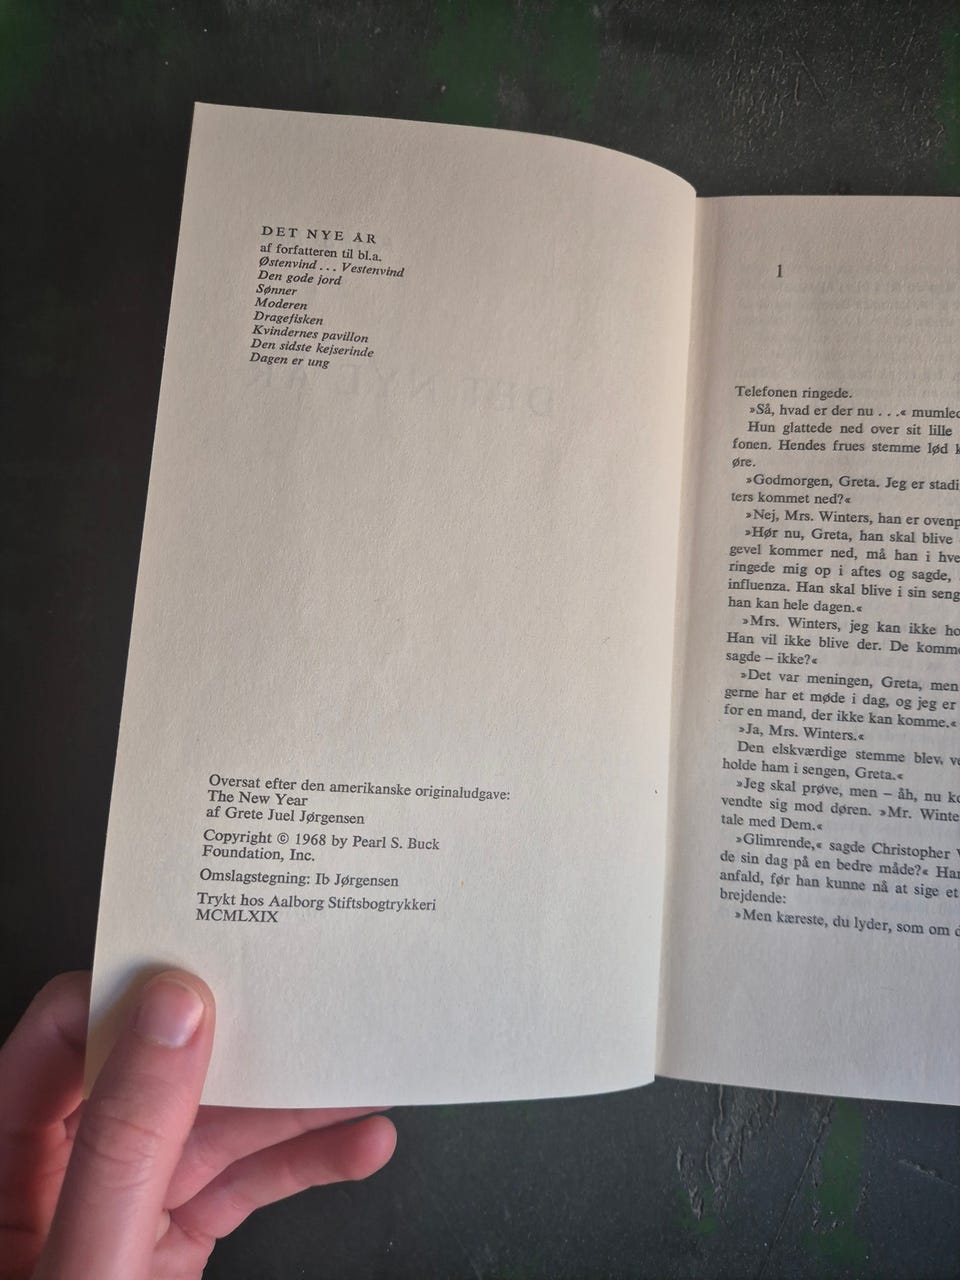 DET NYE ÅR
af forfatteren til bl.a.
Østenvind . . . Vestenvind
Den gode jord
Sønner
Moderen
Dragefisken
Kvindernes pavillon
Den sidste kejserinde
Dagen er ung
Oversat efter den amerikanske originaludgave:
The New Year
af Grete Juel Jørgensen
Copyright © 1968 by Pearl S. Buck
Foundation, Inc.
Omslagstegning: Ib Jørgensen
Trykt hos Aalborg Stiftsbogtrykkeri
MCMLXIX
1
Telefonen ringede.
»Så, hvad er der nu . . .« mumled
Hun glattede ned over sit lille
fonen. Hendes frues stemme lød k
øre.
»Godmorgen, Greta. Jeg er stadi
ters kommet ned?«
»Nej, Mrs. Winters, han er ovenp
»Hør nu, Greta, han skal blive
gevel kommer ned, må han i hve
ringede mig op i aftes og sagde,
influenza. Han skal blive i sin seng
han kan hele dagen.«
»Mrs. Winters, jeg kan ikke ho
Han vil ikke blive der. De komm
sagde – ikke?«
»Det var meningen, Greta, men
gerne har et møde i dag, og jeg er
for en mand, der ikke kan komme.«
»Ja, Mrs. Winters.«
Den elskværdige stemme blev, ve
holde ham i sengen, Greta.«
»Jeg skal prøve, men – åh, nu ko
vendte sig mod døren. »Mr. Winte
tale med Dem.«
»Glimrende,« sagde Christopher
de sin dag på en bedre måde?« Han
anfald, før han kunne nå at sige et
brejdende:
»Men kæreste, du lyder, som om d